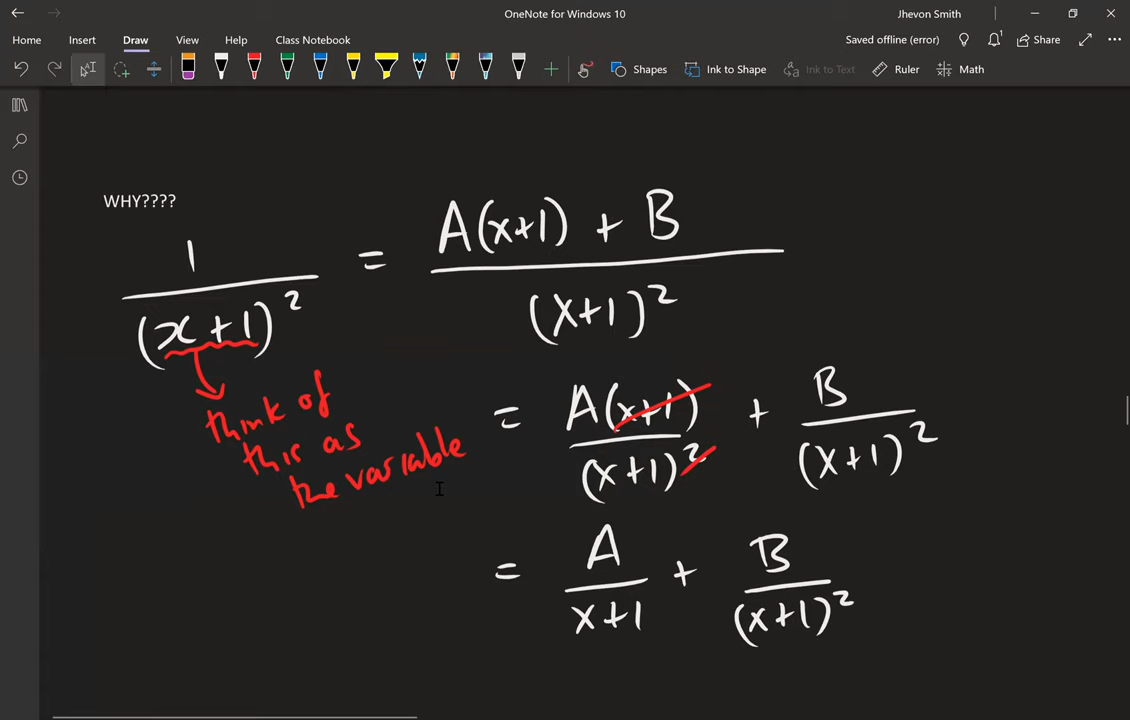 OneNote for Windows 10
Jhevon Smith
Home Insert Draw View Help Class Notebook
Saved offline (error) 1 Share
Shapes Ink to Shape Ink to Text Ruler Math
WHY????
1/(x+1)² = (A(x+1) + B)/(x+1)²
think of
this as
the variable
= A(x+1)/(x+1)² + B/(x+1)²
= A/(x+1) + B/(x+1)²